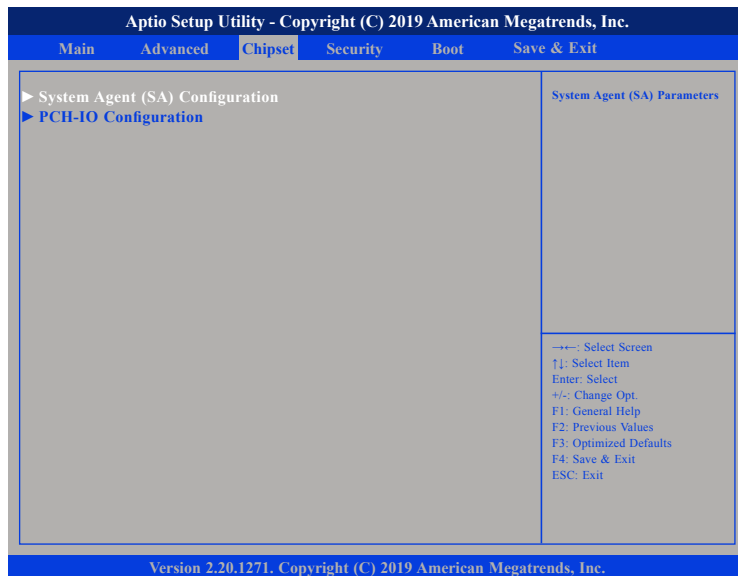 Aptio Setup Utility - Copyright (C) 2019 American Megatrends, Inc.
Main Advanced Chipset Security Boot Save & Exit
► System Agent (SA) Configuration
► PCH-IO Configuration
System Agent (SA) Parameters
→←: Select Screen
↑↓: Select Item
Enter: Select
+/-: Change Opt.
F1: General Help
F2: Previous Values
F3: Optimized Defaults
F4: Save & Exit
ESC: Exit
Version 2.20.1271. Copyright (C) 2019 American Megatrends, Inc.